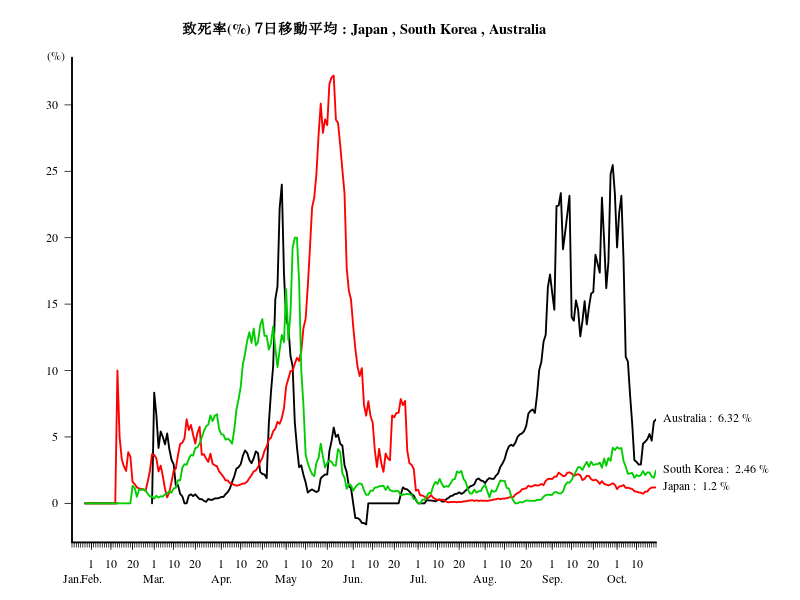 致死率(%) 7日移動平均 : Japan , South Korea , Australia
(%)
30
25
20
15
10
5
0
Australia : 6.32 %
South Korea : 2.46 %
Japan : 1.2 %
1 10 20 1 10 20 1 10 20 1 10 20 1 10 20 1 10 20 1 10 20 1 10 20 1 10
Jan. Feb. Mar. Apr. May Jun. Jul. Aug. Sep. Oct.